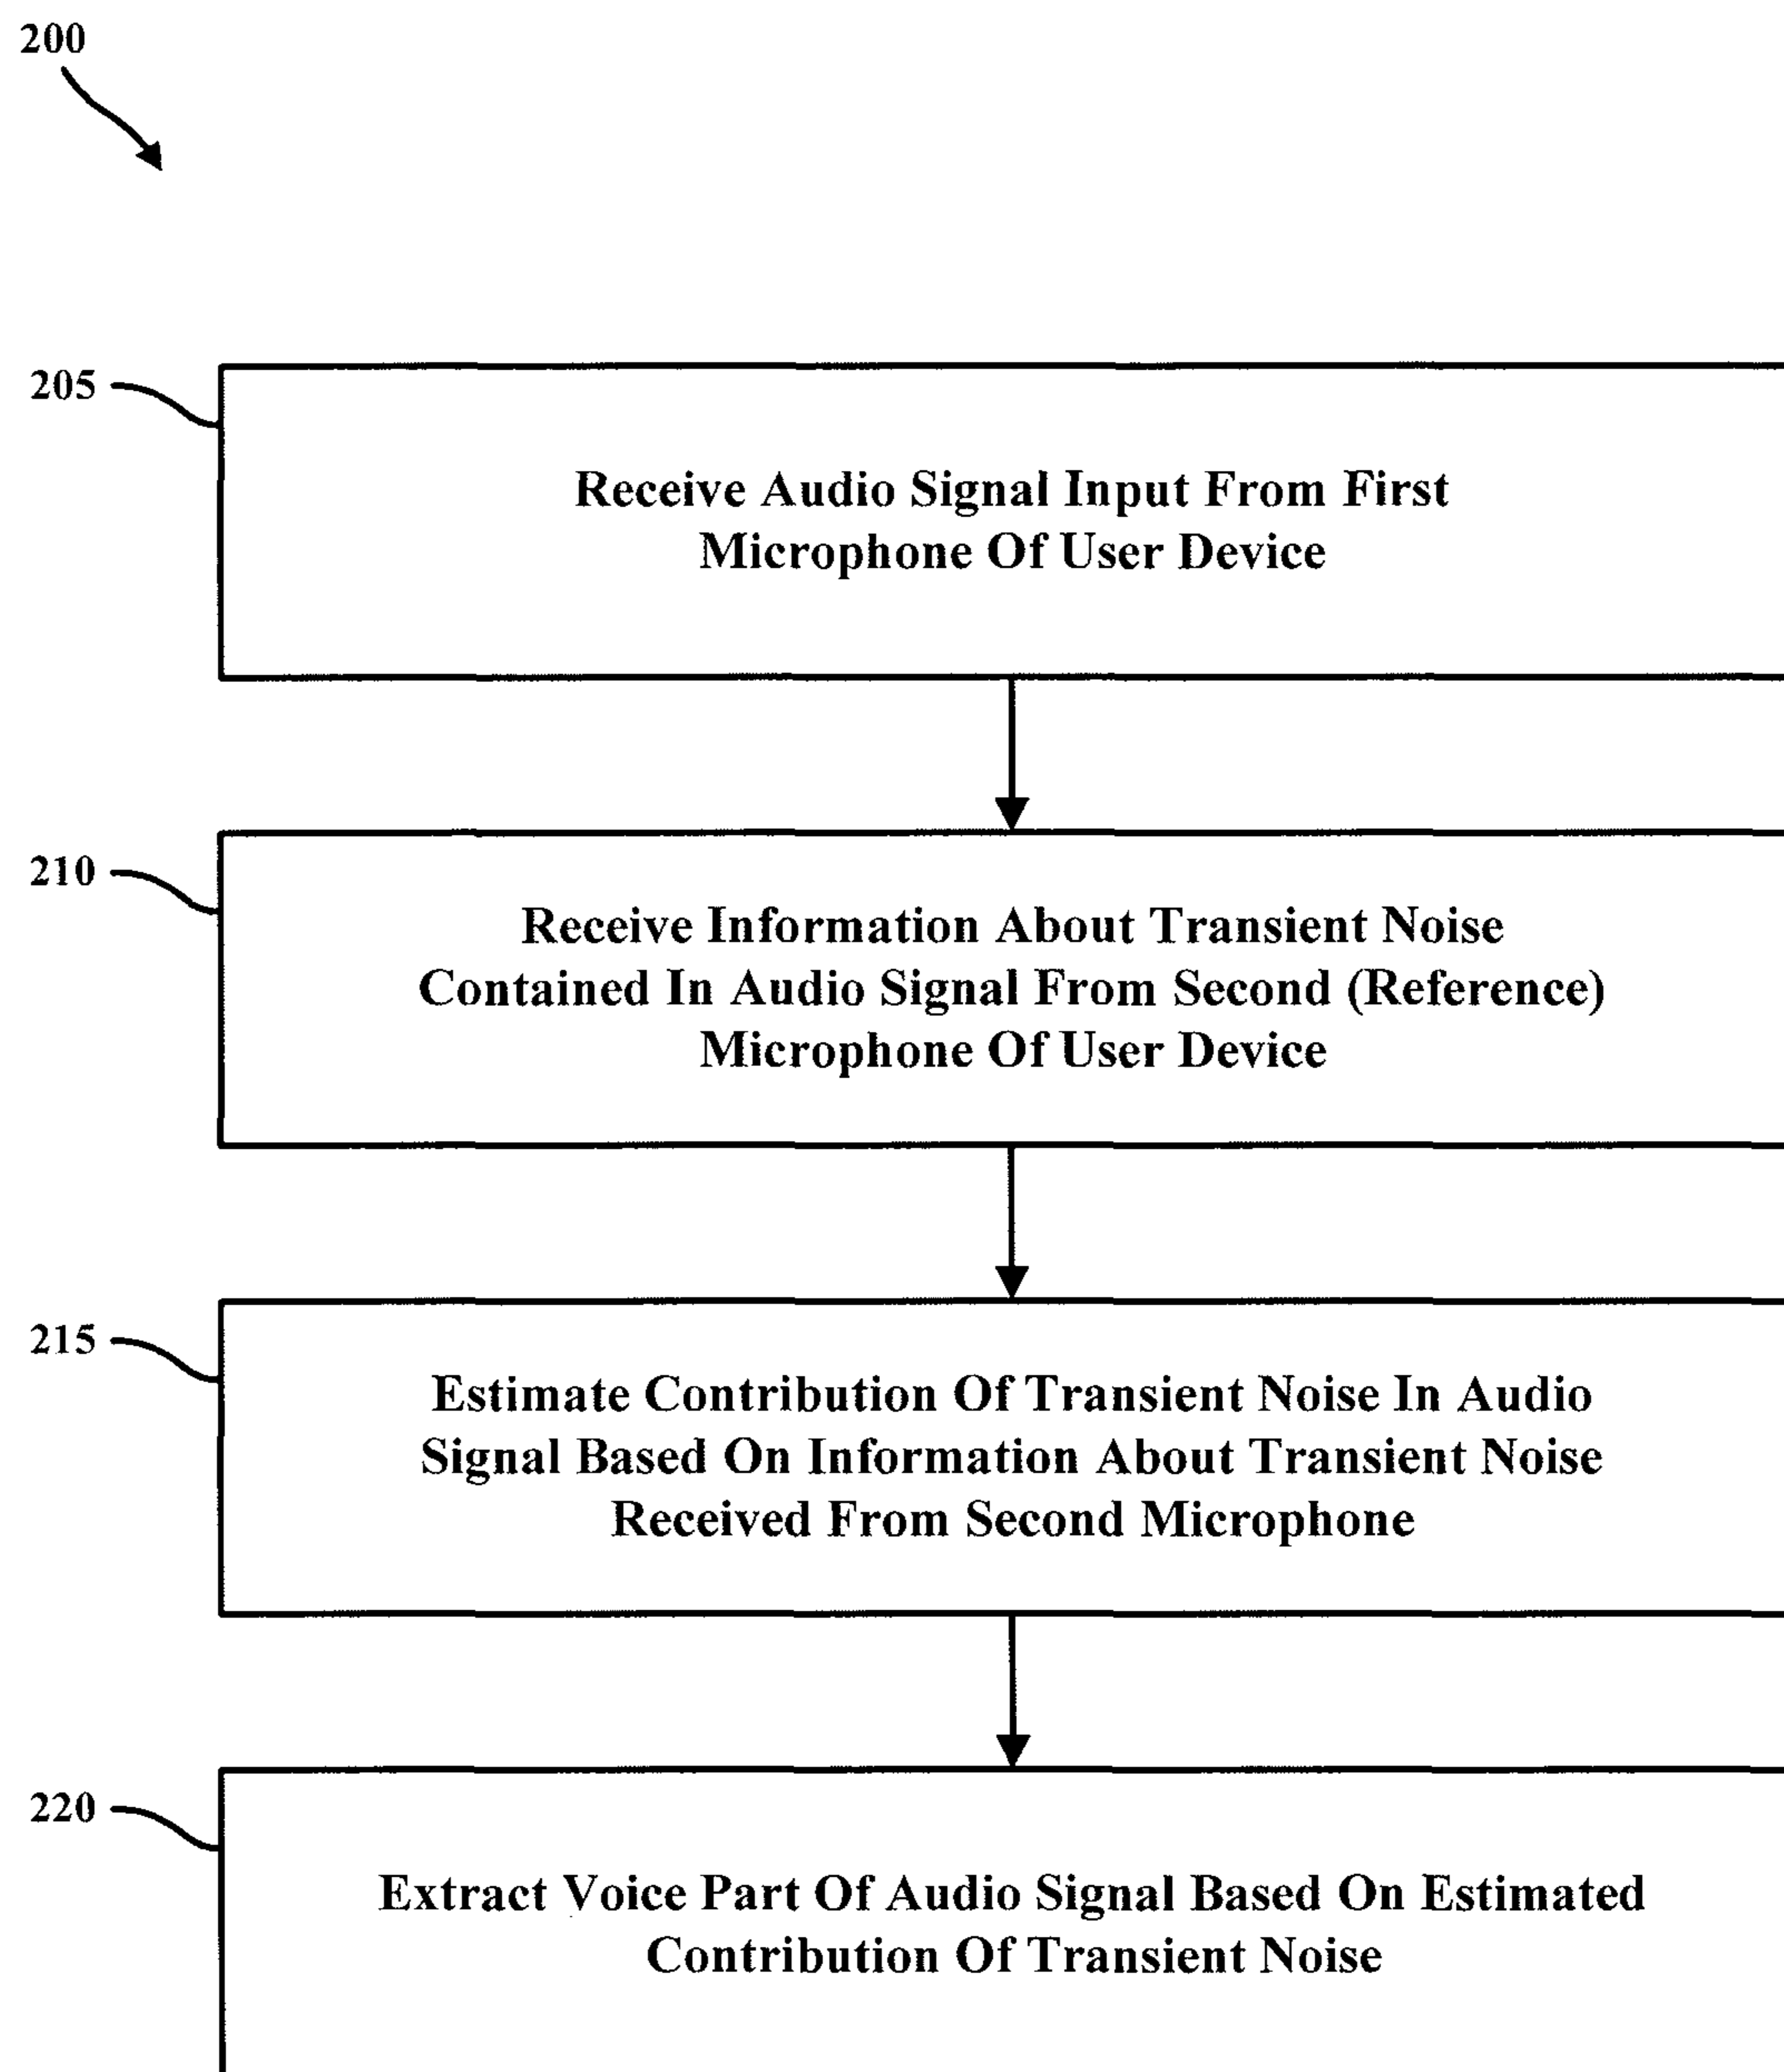 200
205
Receive Audio Signal Input From First
Microphone Of User Device
210
Receive Information About Transient Noise
Contained In Audio Signal From Second (Reference)
Microphone Of User Device
215
Estimate Contribution Of Transient Noise In Audio
Signal Based On Information About Transient Noise
Received From Second Microphone
220
Extract Voice Part Of Audio Signal Based On Estimated
Contribution Of Transient Noise